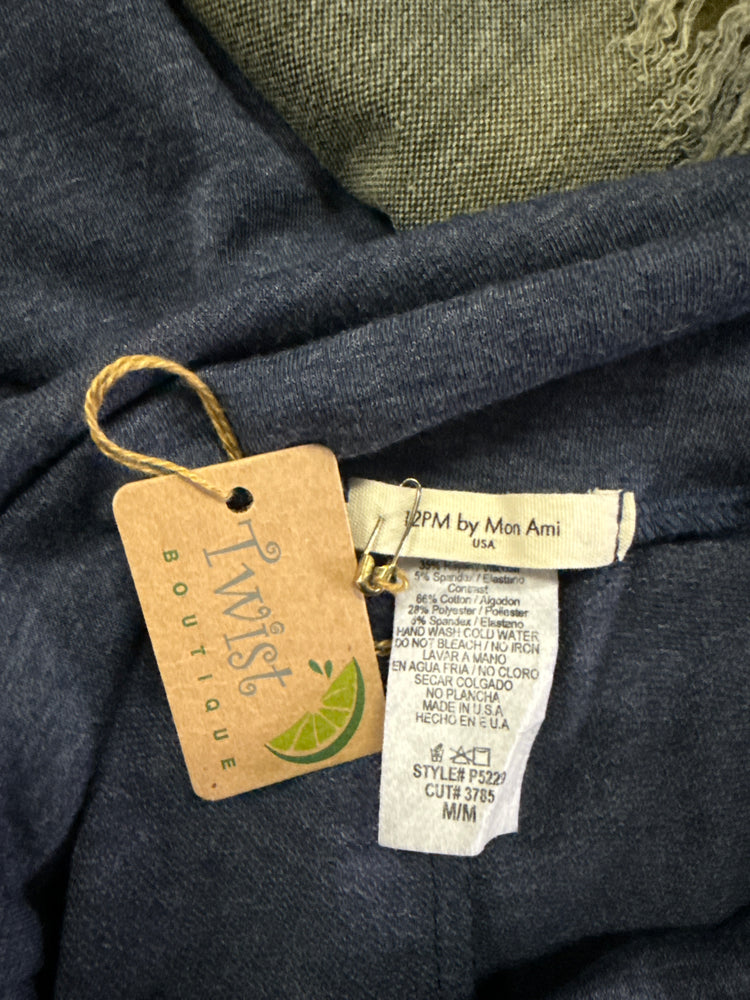 Twist
BOUTIQUE
12PM by Mon Ami
USA
5% Spandex / Elastano
Contrast
66% Cotton / Algodon
28% Polyester / Poliester
6% Spandex / Elastano
HAND WASH COLD WATER
DO NOT BLEACH / NO IRON
LAVAR A MANO
EN AGUA FRIA / NO CLORO
SECAR COLGADO
NO PLANCHA
MADE IN U.S.A
HECHO EN E.U.A
STYLE# P5229
CUT# 3785
M/M